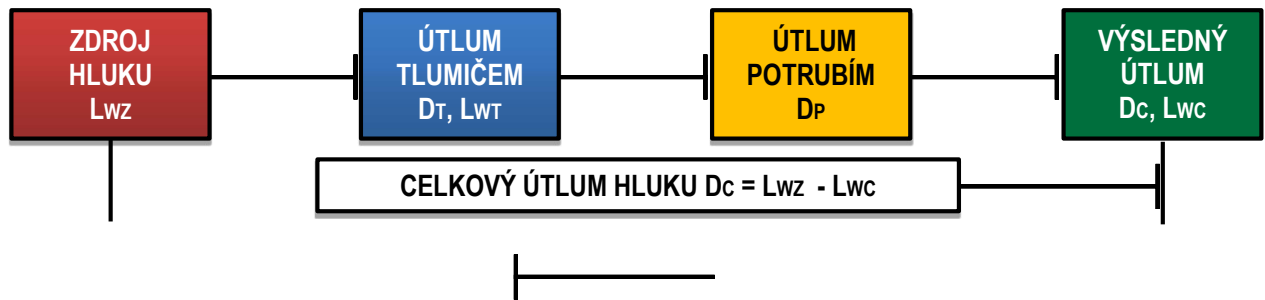 ZDROJ
HLUKU
LWZ
ÚTLUM
TLUMIČEM
DT, LWT
ÚTLUM
POTRUBÍM
DP
VÝSLEDNÝ
ÚTLUM
DC, LWC
CELKOVÝ ÚTLUM HLUKU DC = LWZ - LWC